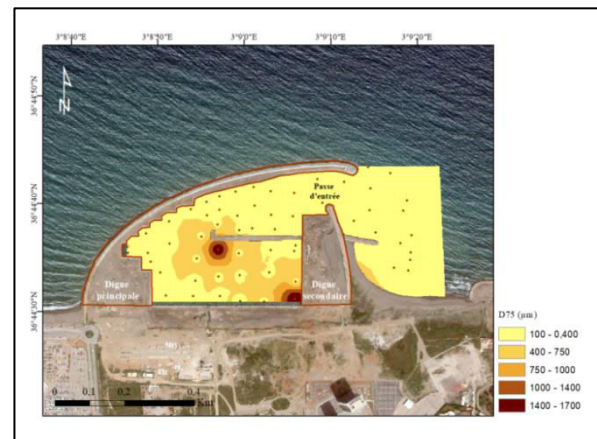 3°8'40"E 3°8'50"E 3°9'0"E 3°9'10"E 3°9'20"E
36°44'50"N
36°44'40"N
36°44'30"N
N
Passe
d'entrée
Digue
principale
Digue
secondaire
0 0.1 0.2 0.4
Km
D75 (µm)
100 - 0,400
400 - 750
750 - 1000
1000 - 1400
1400 - 1700